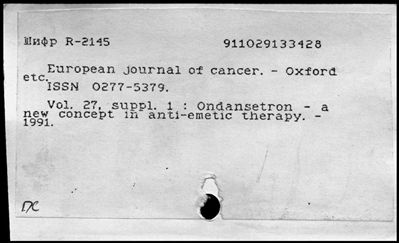 Шифр R-2145 911029133428
European journal of cancer. - Oxford
etc.
ISSN 0277-5379.
Vol. 27, suppl. 1 : Ondansetron - a
new concept in anti-emetic therapy. -
1991.